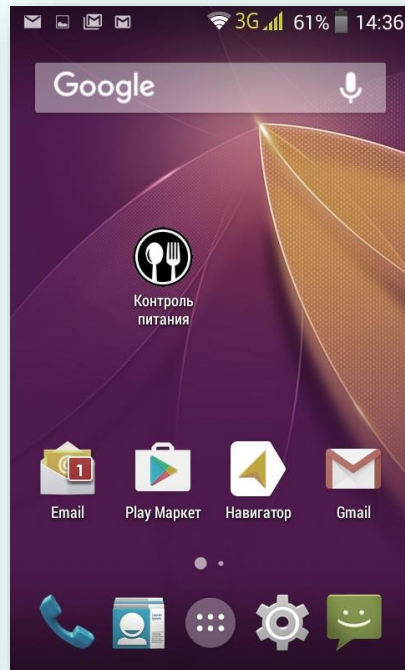 3G 61% 14:36
Google
Контроль
питания
1
Email Play Маркет Навигатор Gmail